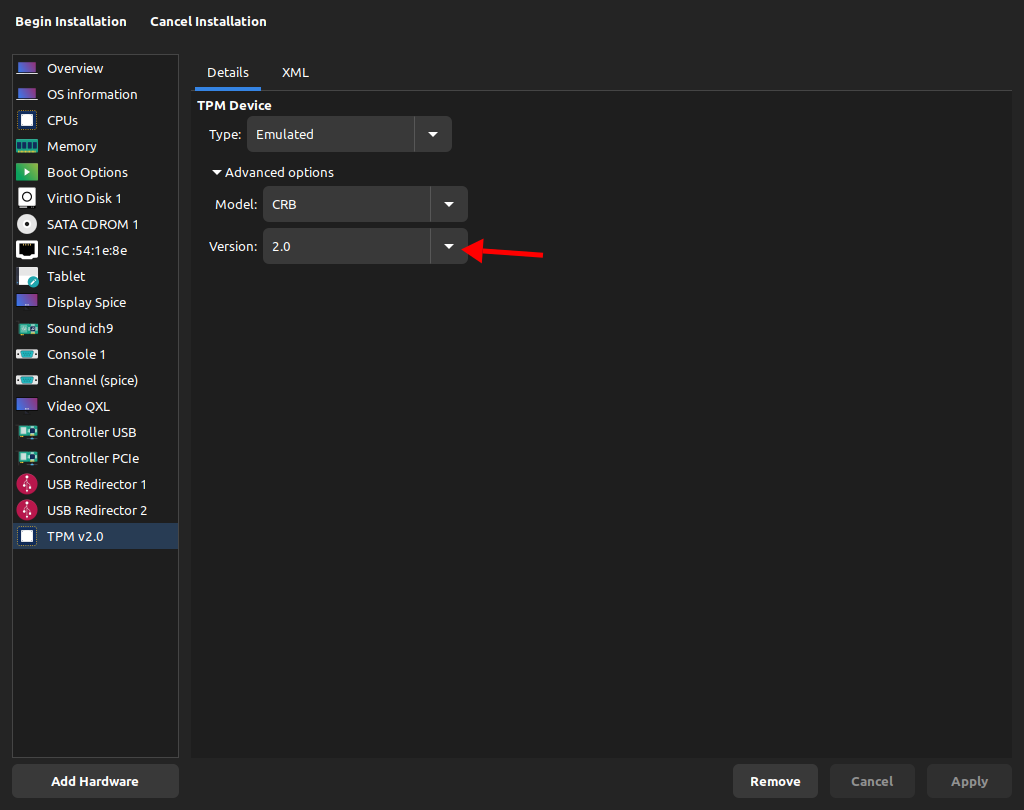 Begin Installation Cancel Installation
Overview
OS information
CPUs
Memory
Boot Options
VirtIO Disk 1
SATA CDROM 1
NIC :54:1e:8e
Tablet
Display Spice
Sound ich9
Console 1
Channel (spice)
Video QXL
Controller USB
Controller PCIe
USB Redirector 1
USB Redirector 2
TPM v2.0
Add Hardware
Details XML
TPM Device
Type: Emulated
Advanced options
Model: CRB
Version: 2.0
Remove Cancel Apply